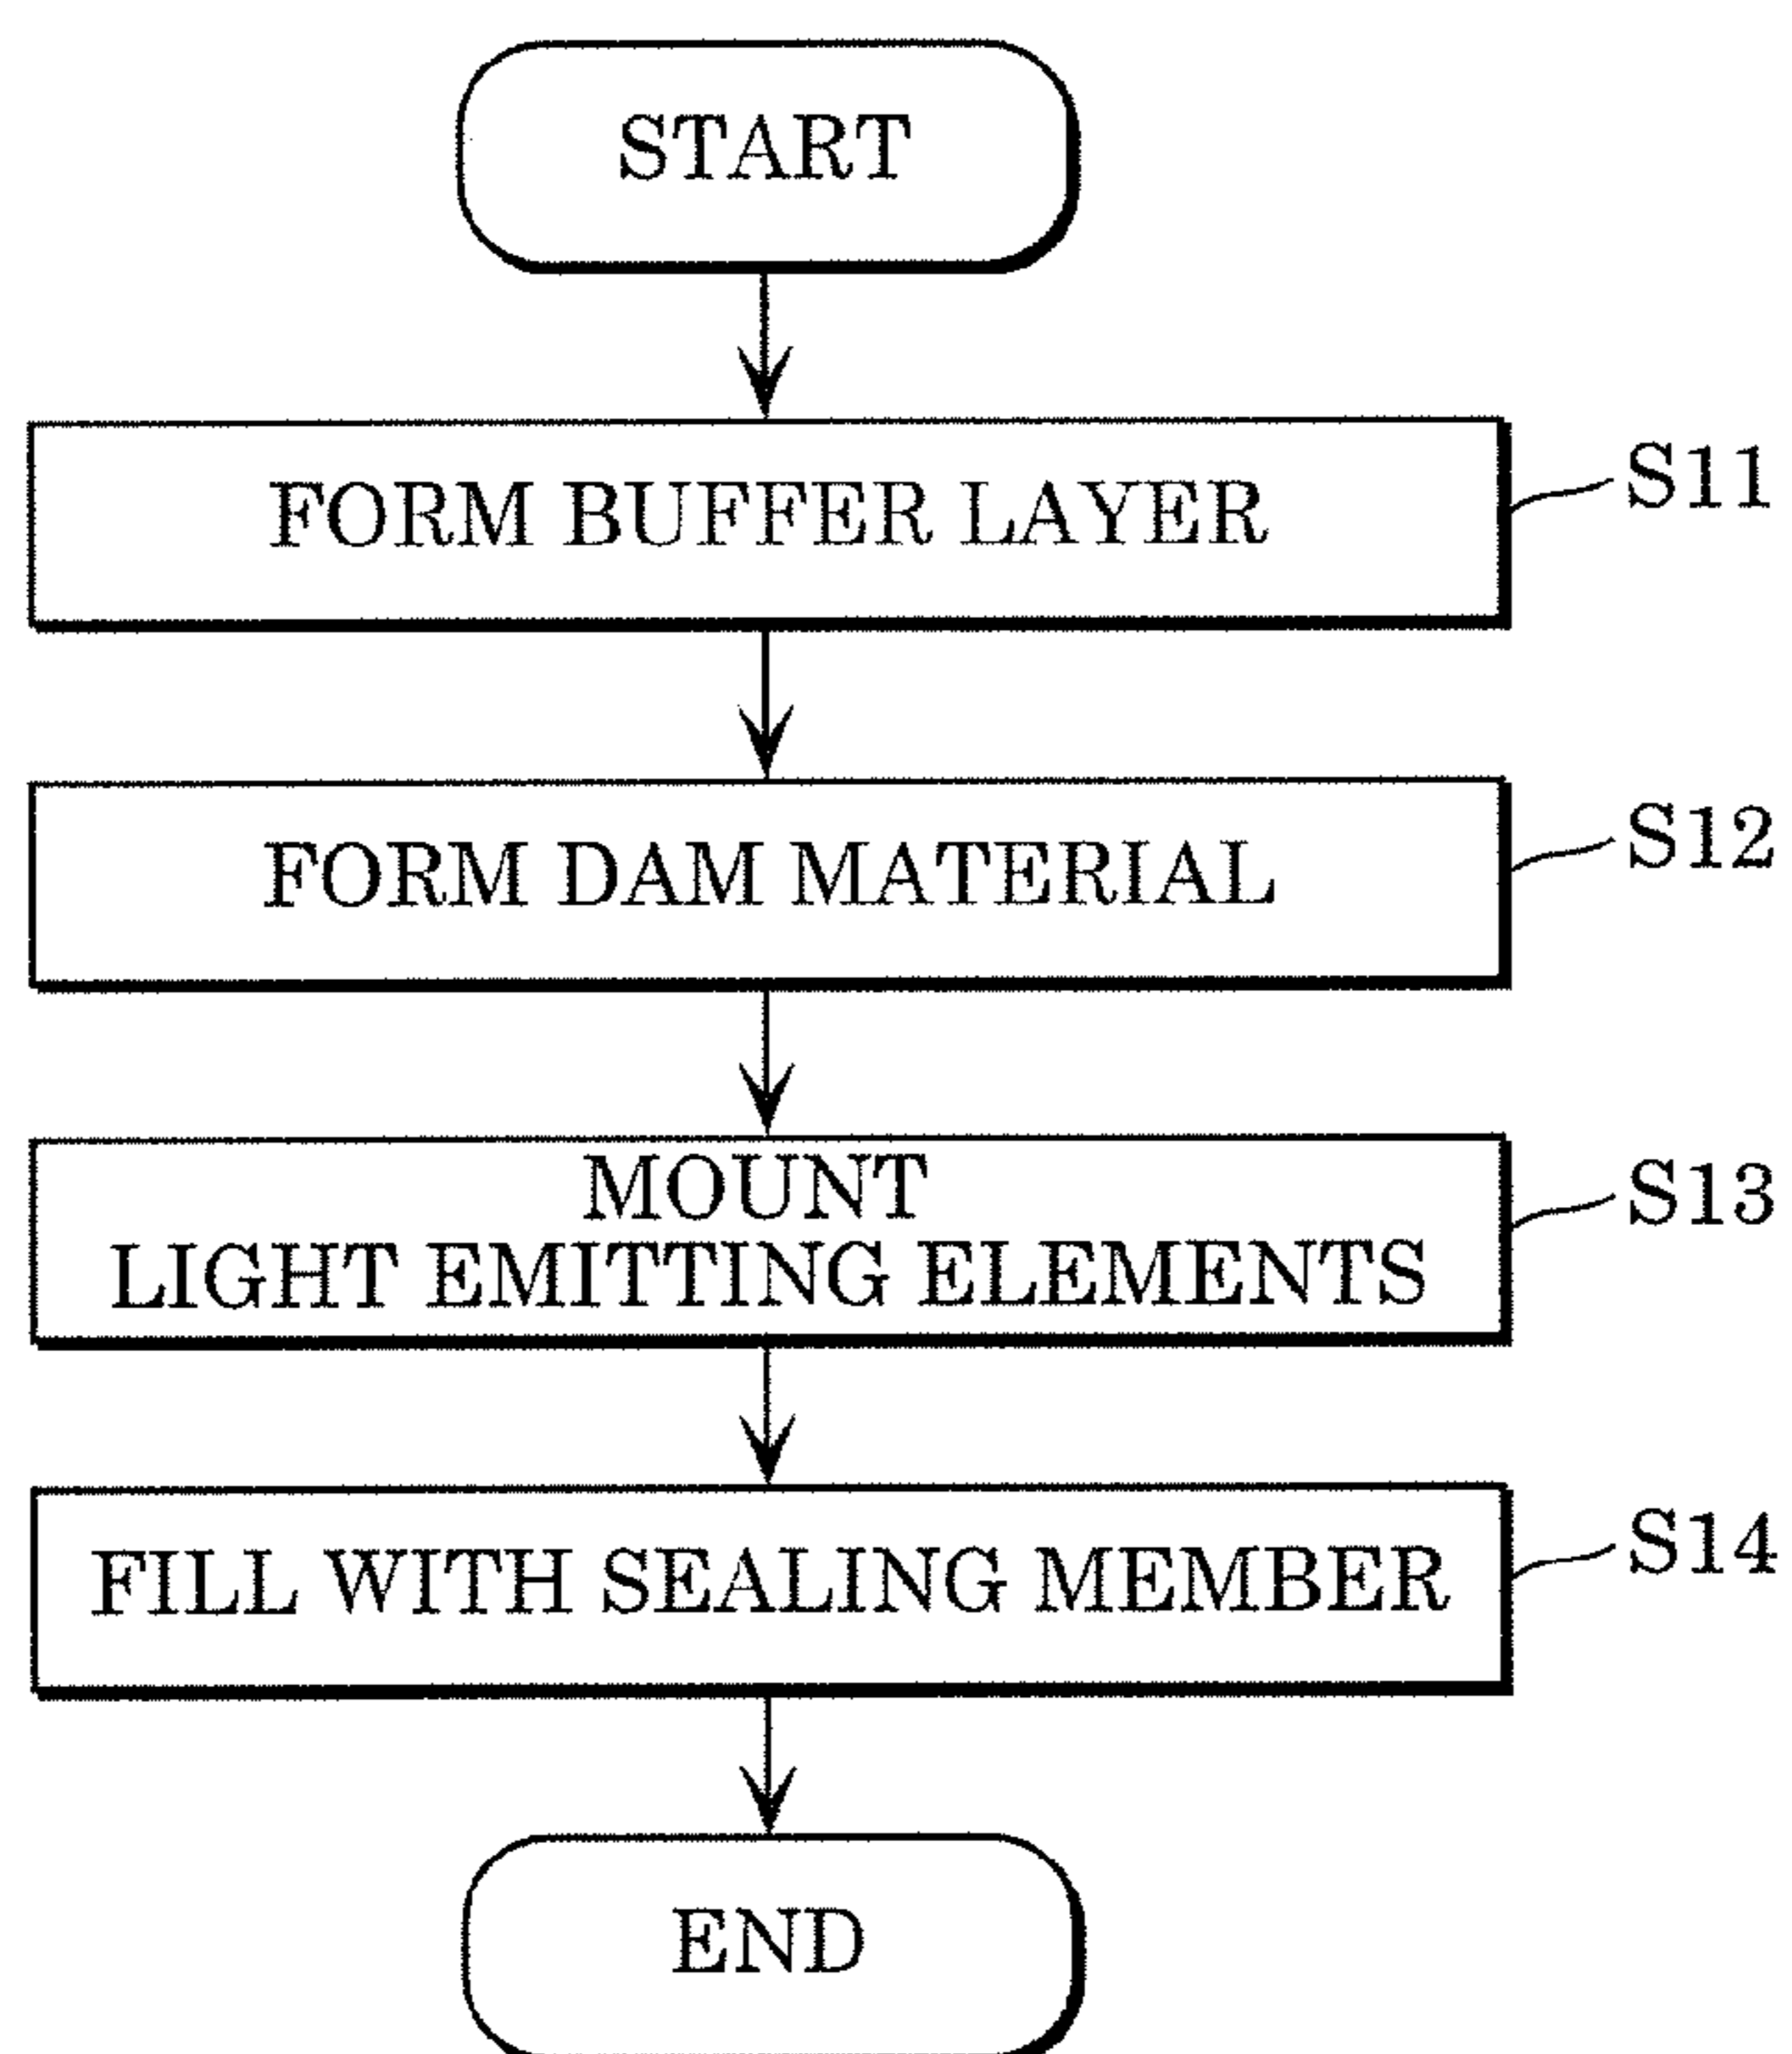 START
FORM BUFFER LAYER
S11
FORM DAM MATERIAL
S12
MOUNT
LIGHT EMITTING ELEMENTS
S13
FILL WITH SEALING MEMBER
S14
END